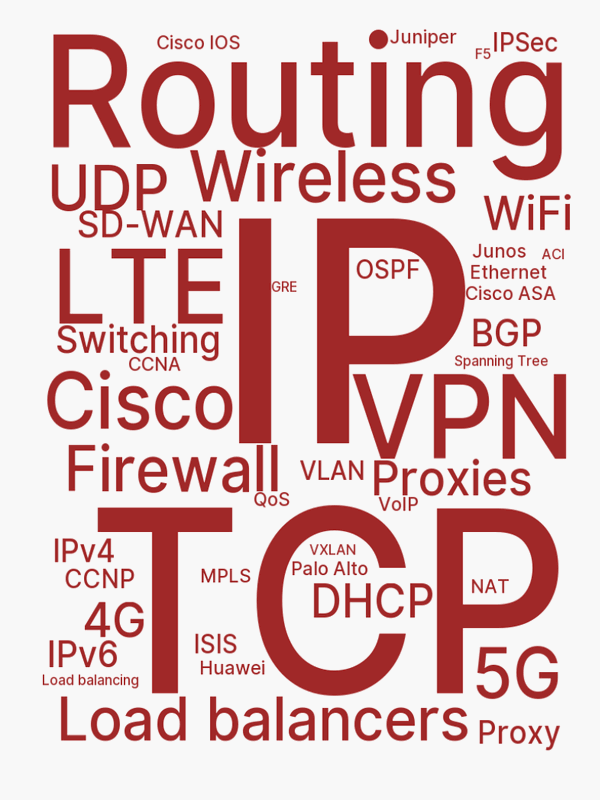 Cisco IOS
Juniper
F5
IPSec
Routing
UDP
Wireless
SD-WAN
WiFi
LTE
IP
GRE
OSPF
Junos
ACI
Ethernet
Cisco ASA
Switching
BGP
CCNA
Spanning Tree
Cisco
VPN
Firewall
VLAN
Proxies
QoS
VoIP
TCP
IPv4
VXLAN
CCNP
MPLS
Palo Alto
DHCP
NAT
4G
ISIS
IPv6
Huawei
5G
Load balancing
Load balancers
Proxy